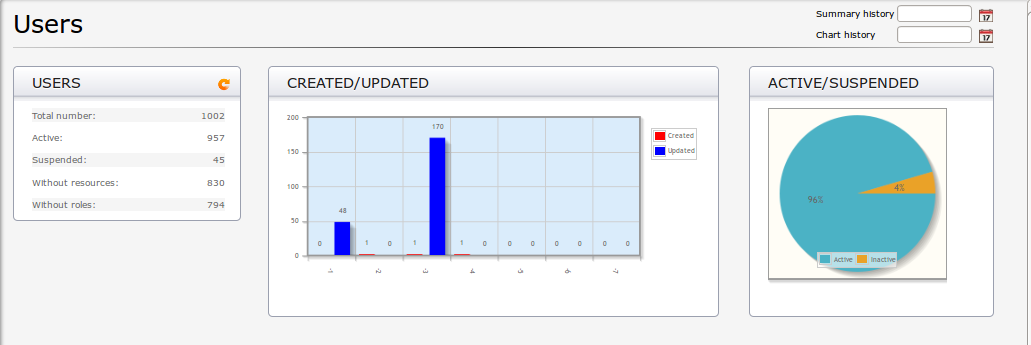 Users
Summary history
17
Chart history
17
USERS
Total number: 1002
Active: 957
Suspended: 45
Without resources: 830
Without roles: 794
CREATED/UPDATED
200
150
100
50
0
0 48 1 0 1 170 1 0 0 0 0 0 0 0
-1 -2 -3 -4 -5 -6 -7
Created
Updated
ACTIVE/SUSPENDED
96%
4%
Active Inactive